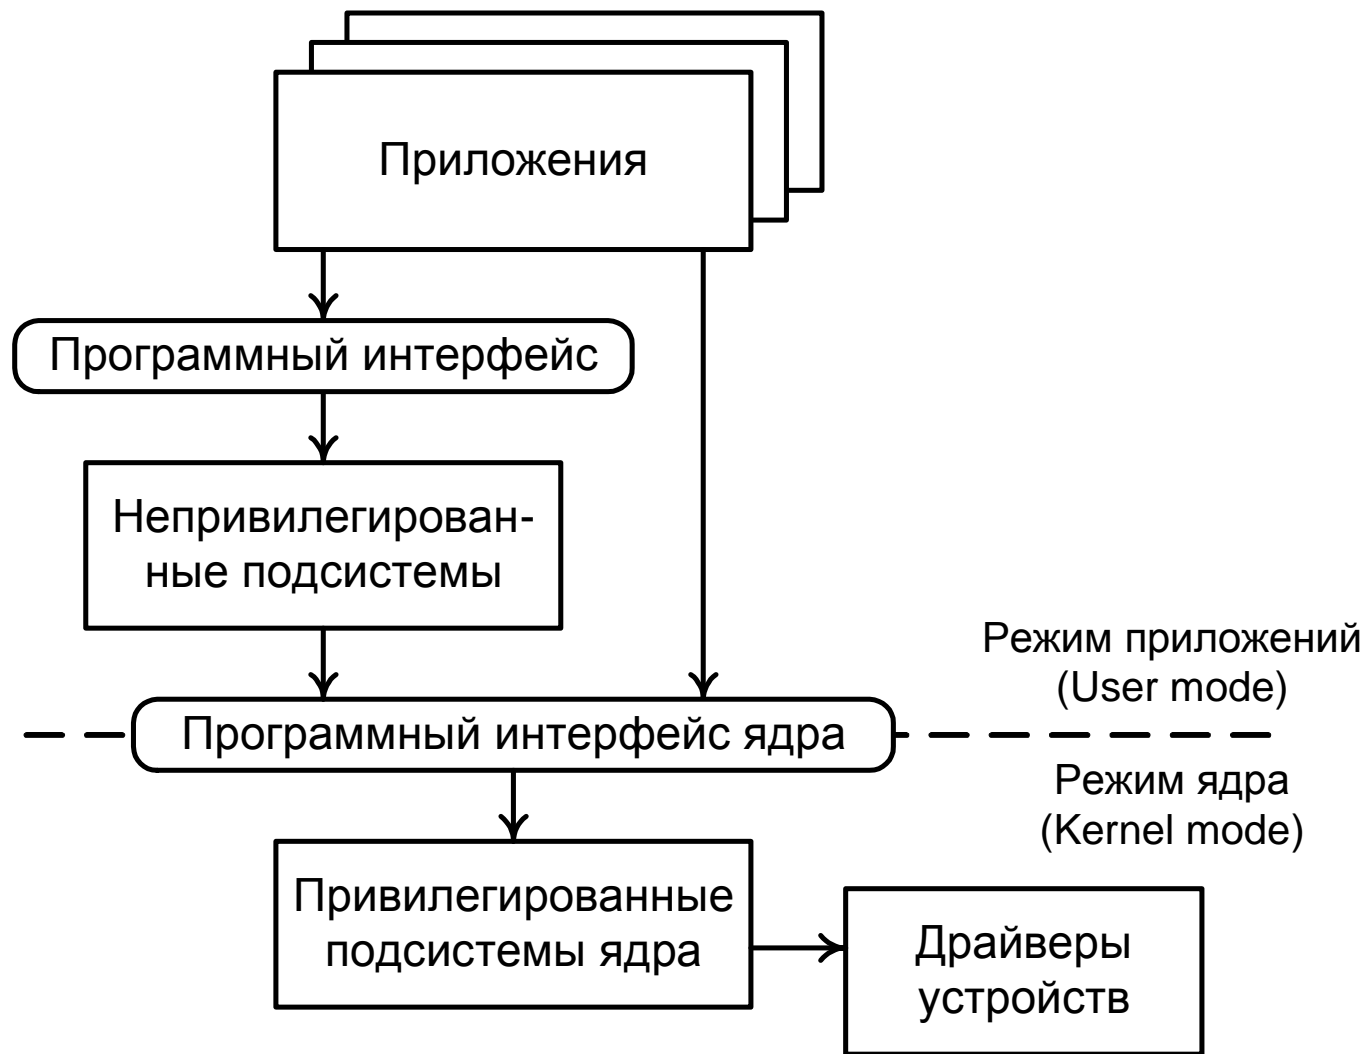 Приложения
Программный интерфейс
Непривилегирован-
ные подсистемы
Режим приложений
(User mode)
Программный интерфейс ядра
Режим ядра
(Kernel mode)
Привилегированные
подсистемы ядра
Драйверы
устройств